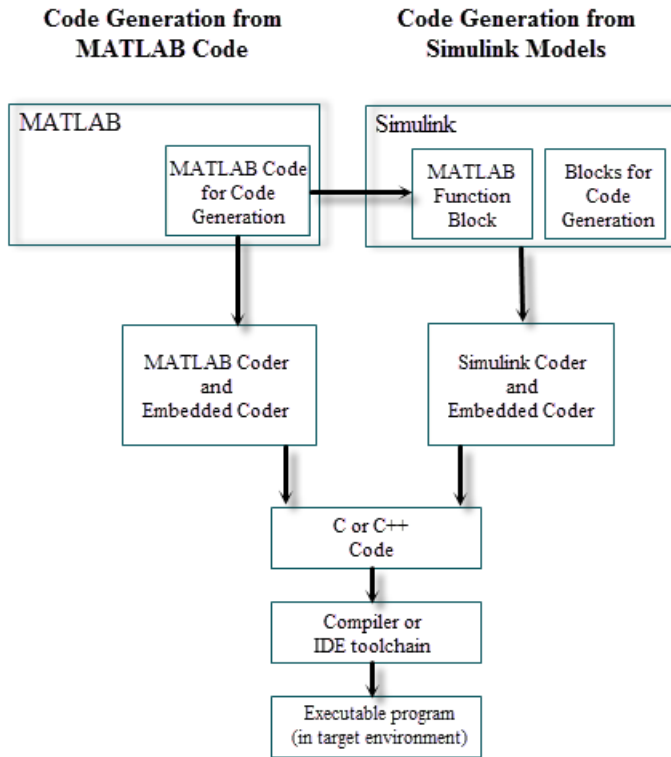 Code Generation from
MATLAB Code
Code Generation from
Simulink Models
MATLAB
MATLAB Code
for Code
Generation
Simulink
MATLAB
Function
Block
Blocks for
Code
Generation
MATLAB Coder
and
Embedded Coder
Simulink Coder
and
Embedded Coder
C or C++
Code
Compiler or
IDE toolchain
Executable program
(in target environment)